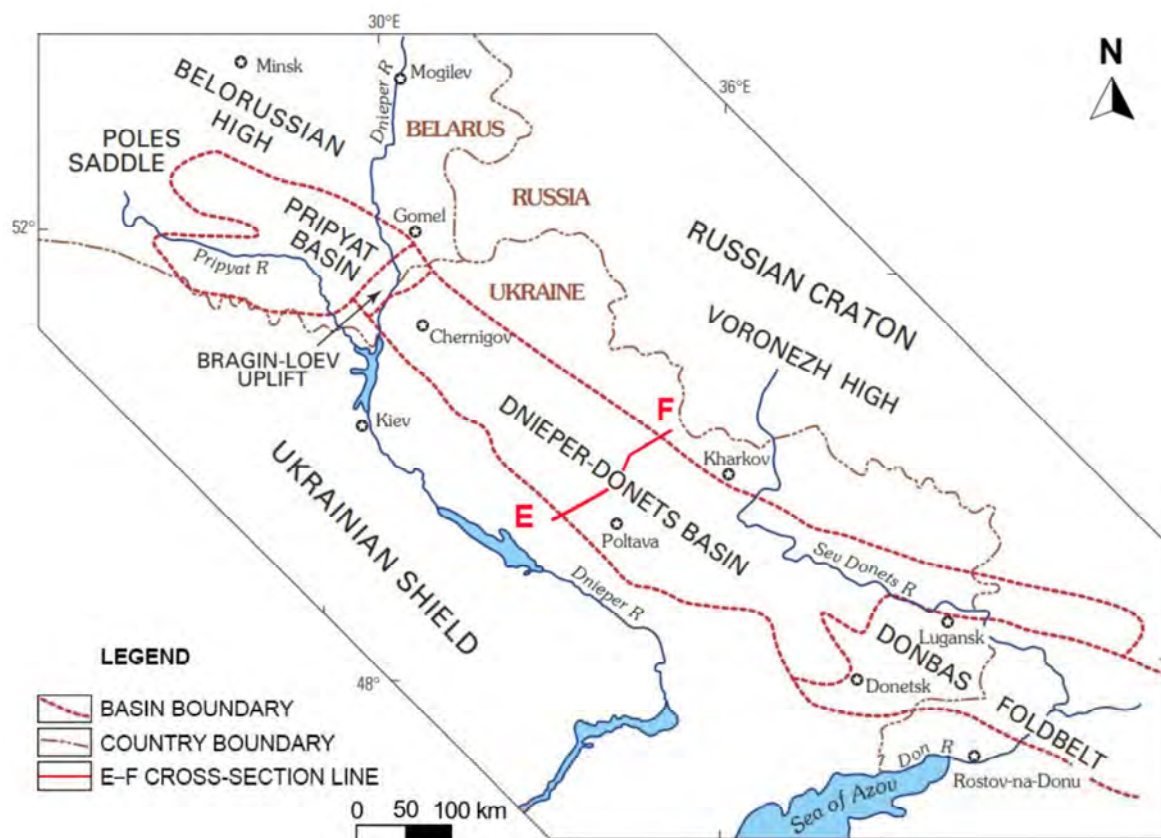 30°E
N
Minsk
Mogilev
Dnieper R
36°E
BELORUSSIAN
HIGH
BELARUS
POLES
SADDLE
RUSSIA
52°
Gomel
PRIPYAT
BASIN
Pripyat R
UKRAINE
RUSSIAN CRATON
VORONEZH HIGH
Chernigov
BRAGIN-LOEV
UPLIFT
Kiev
F
DNIEPER-DONETS BASIN
Kharkov
UKRAINIAN SHIELD
E
Poltava
Sev Donets R
Dnieper R
Lugansk
DONBAS
FOLDBELT
Donetsk
48°
Don R
Rostov-na-Donu
Sea of Azov
LEGEND
BASIN BOUNDARY
COUNTRY BOUNDARY
E–F CROSS-SECTION LINE
0 50 100 km